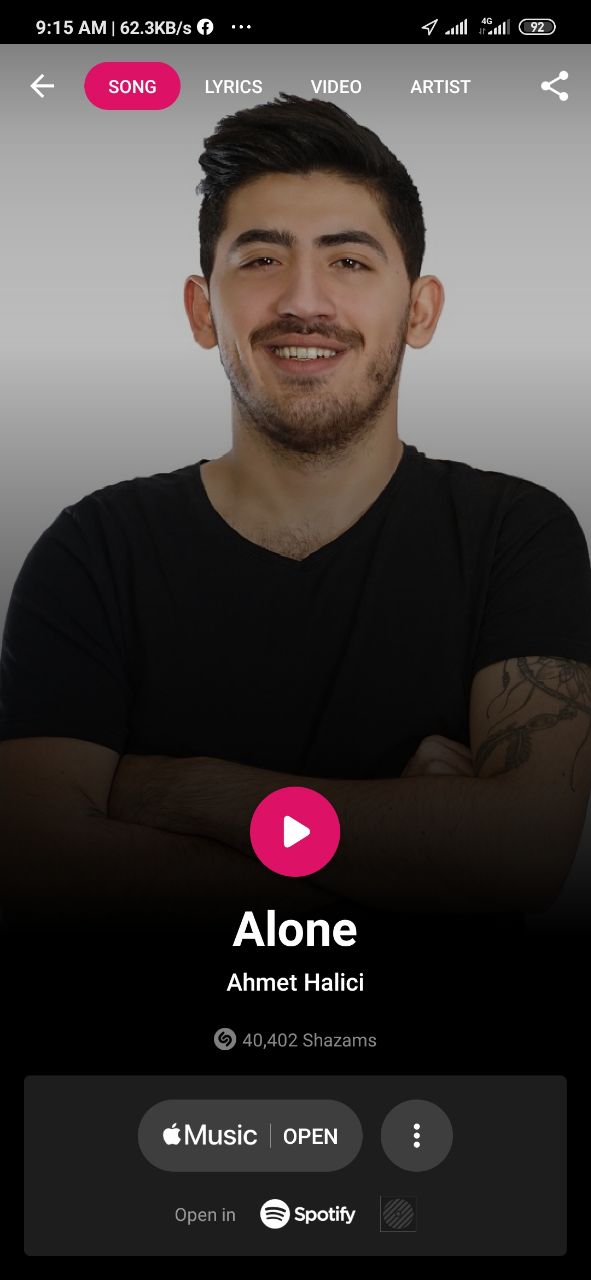 9:15 AM | 62.3KB/s
4G
92
SONG LYRICS VIDEO ARTIST
Alone
Ahmet Halici
40,402 Shazams
Music | OPEN
Open in Spotify